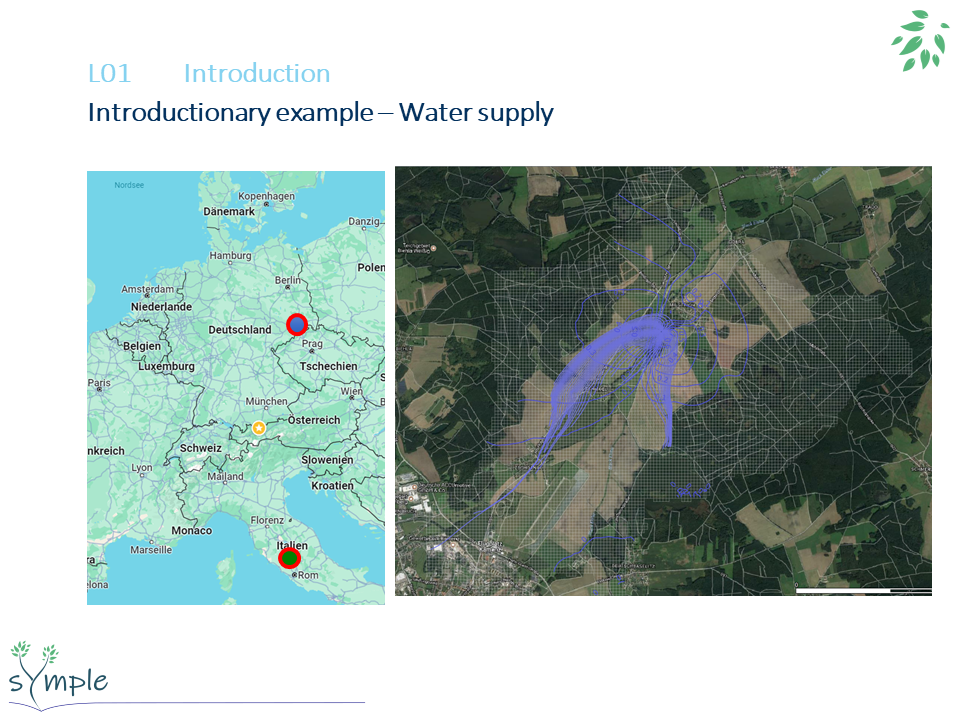 L01 Introduction
Introductionary example – Water supply
Nordsee
Kopenhagen
Dänemark
Danzig
Hamburg
Polen
Berlin
Amsterdam
Niederlande
Deutschland
Belgien
Prag
Luxemburg
Tschechien
Paris
Wien
München
Österreich
Schweiz
nkreich
Slowenien
Lyon
Mailand
Kroatien
Florenz
Monaco
Italien
Marseille
Rom
elona
symple